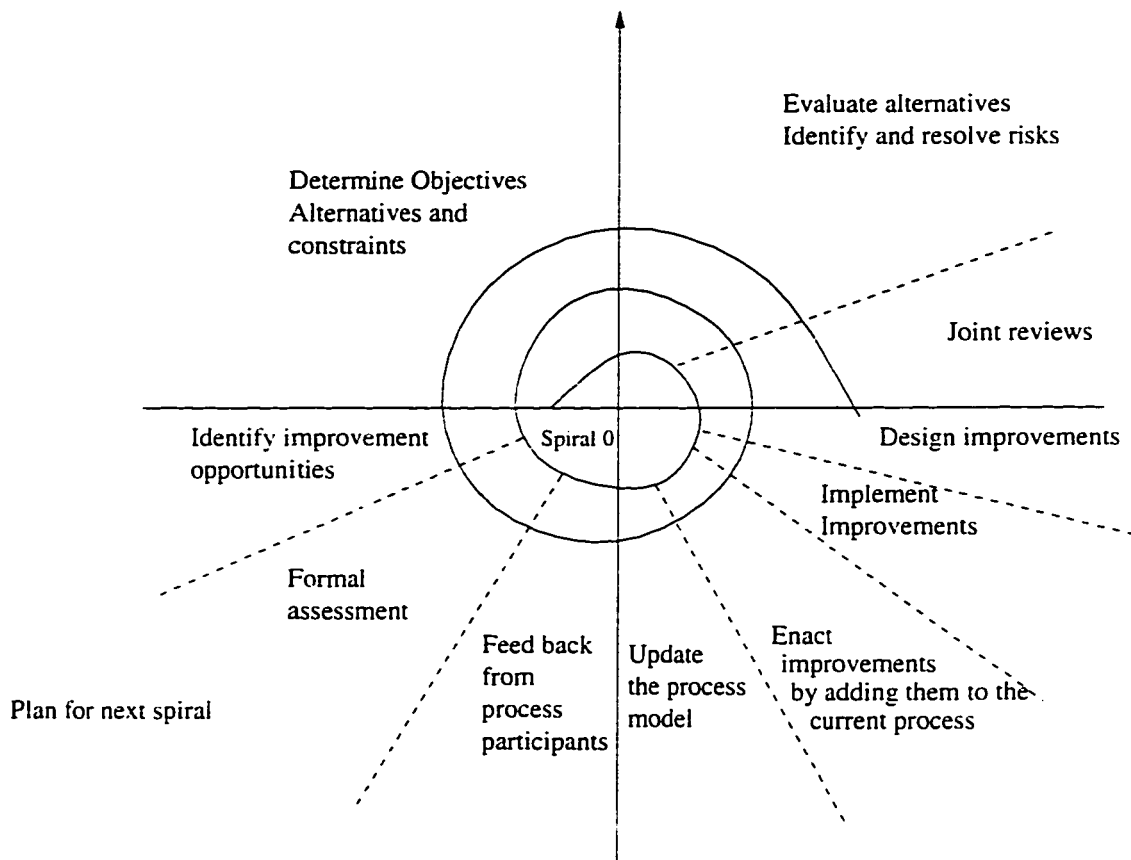 Evaluate alternatives
Identify and resolve risks
Determine Objectives
Alternatives and
constraints
Joint reviews
Identify improvement
opportunities
Spiral 0
Design improvements
Implement
Improvements
Formal
assessment
Feed back
from
process
participants
Update
the process
model
Enact
improvements
by adding them to the
current process
Plan for next spiral